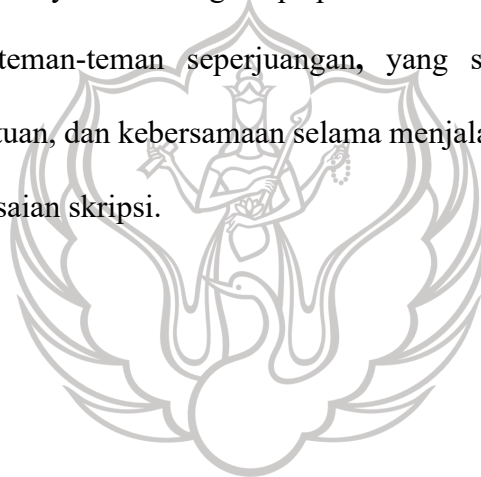 teman-teman seperjuangan, yang s
tuan, dan kebersamaan selama menjala
saian skripsi.